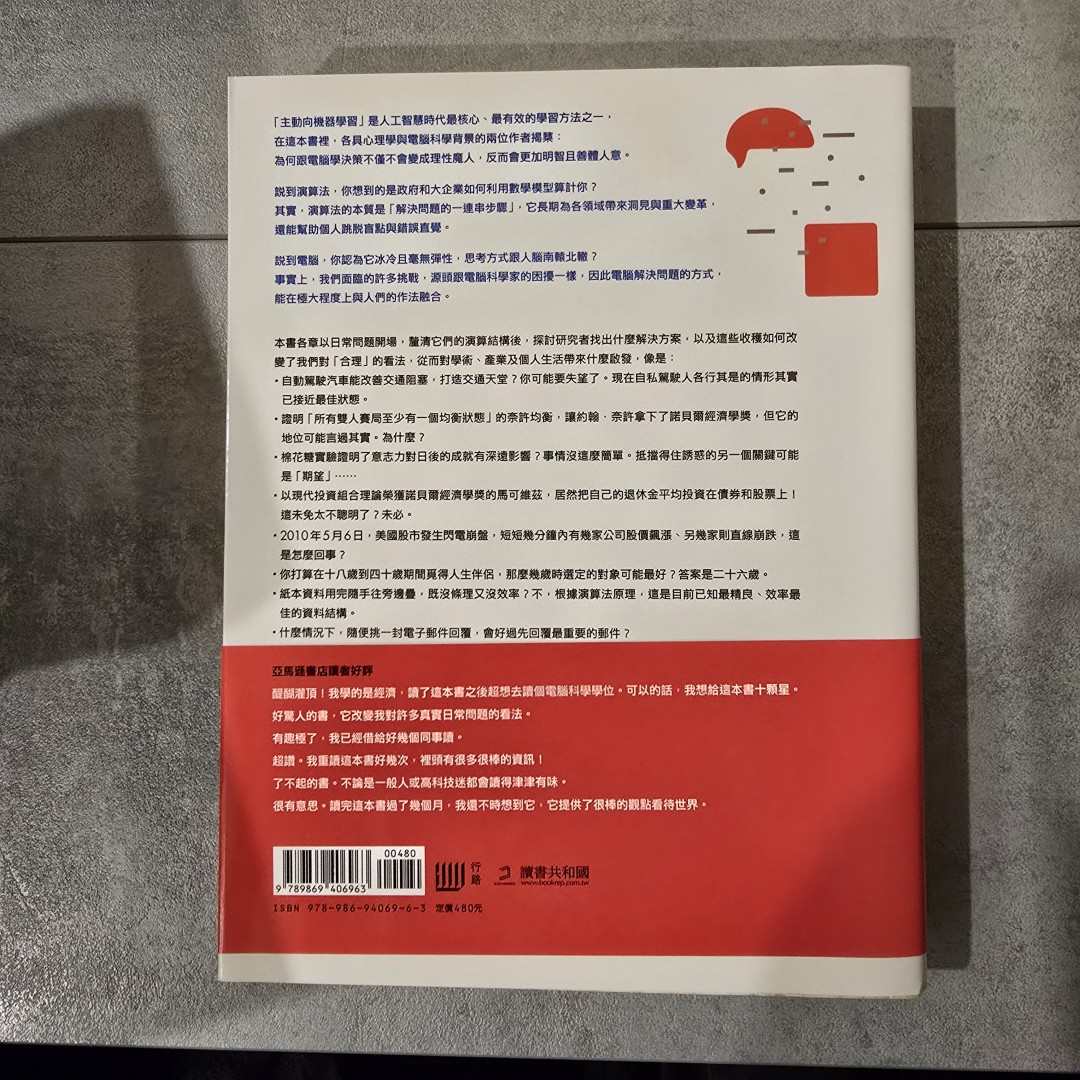 「主動向機器學習」是人工智慧時代最核心、最有效的學習方法之一，
在這本書裡，各具心理學與電腦科學背景的兩位作者揭櫫：
為何跟電腦學決策不僅不會變成理性魔人，反而會更加明智且善體人意。
說到演算法，你想到的是政府和大企業如何利用數學模型算計你？
其實，演算法的本質是「解決問題的一連串步驟」，它長期為各領域帶來洞見與重大變革，
還能幫助個人跳脫盲點與錯誤直覺。
說到電腦，你認為它冰冷且毫無彈性，思考方式跟人腦南轅北轍？
事實上，我們面臨的許多挑戰，源頭跟電腦科學家的困擾一樣，因此電腦解決問題的方式，
能在極大程度上與人們的作法融合。
本書各章以日常問題開場，釐清它們的演算結構後，探討研究者找出什麼解決方案，以及這些收穫如何改
變了我們對「合理」的看法，從而對學術、產業及個人生活帶來什麼啟發，像是：
・自動駕駛汽車能改善交通阻塞，打造交通天堂？你可能要失望了。現在自私駕駛人各行其是的情形其實
已接近最佳狀態。
・證明「所有雙人賽局至少有一個均衡狀態」的奈許均衡，讓約翰・奈許拿下了諾貝爾經濟學獎，但它的
地位可能言過其實。為什麼？
・棉花糖實驗證明了意志力對日後的成就有深遠影響？事情沒這麼簡單。抵擋得住誘惑的另一個關鍵可能
是「期望」……
・以現代投資組合理論榮獲諾貝爾經濟學獎的馬可維茲，居然把自己的退休金平均投資在債券和股票上！
這未免太不聰明了？未必。
・2010年5月6日，美國股市發生閃電崩盤，短短幾分鐘內有幾家公司股價飆漲、另幾家則直線崩跌，這
是怎麼回事？
・你打算在十八歲到四十歲期間覓得人生伴侶，那麼幾歲時選定的對象可能最好？答案是二十六歲。
・紙本資料用完隨手往旁邊疊，既沒條理又沒效率？不，根據演算法原理，這是目前已知最精良、效率最
佳的資料結構。
・什麼情況下，隨便挑一封電子郵件回覆，會好過先回覆最重要的郵件？
亞馬遜書店讀者好評
醍醐灌頂！我學的是經濟，讀了這本書之後超想去讀個電腦科學學位。可以的話，我想給這本書十顆星。
好驚人的書，它改變我對許多真實日常問題的看法。
有趣極了，我已經借給好幾個同事讀。
超讚。我重讀這本書好幾次，裡頭有很多很棒的資訊！
了不起的書。不論是一般人或高科技迷都會讀得津津有味。
很有意思。讀完這本書過了幾個月，我還不時想到它，它提供了很棒的觀點看待世界。
00480
9 789869 406963
行路
讀書共和國
www.bookrep.com.tw
ISBN 978-986-94069-6-3 定價480元